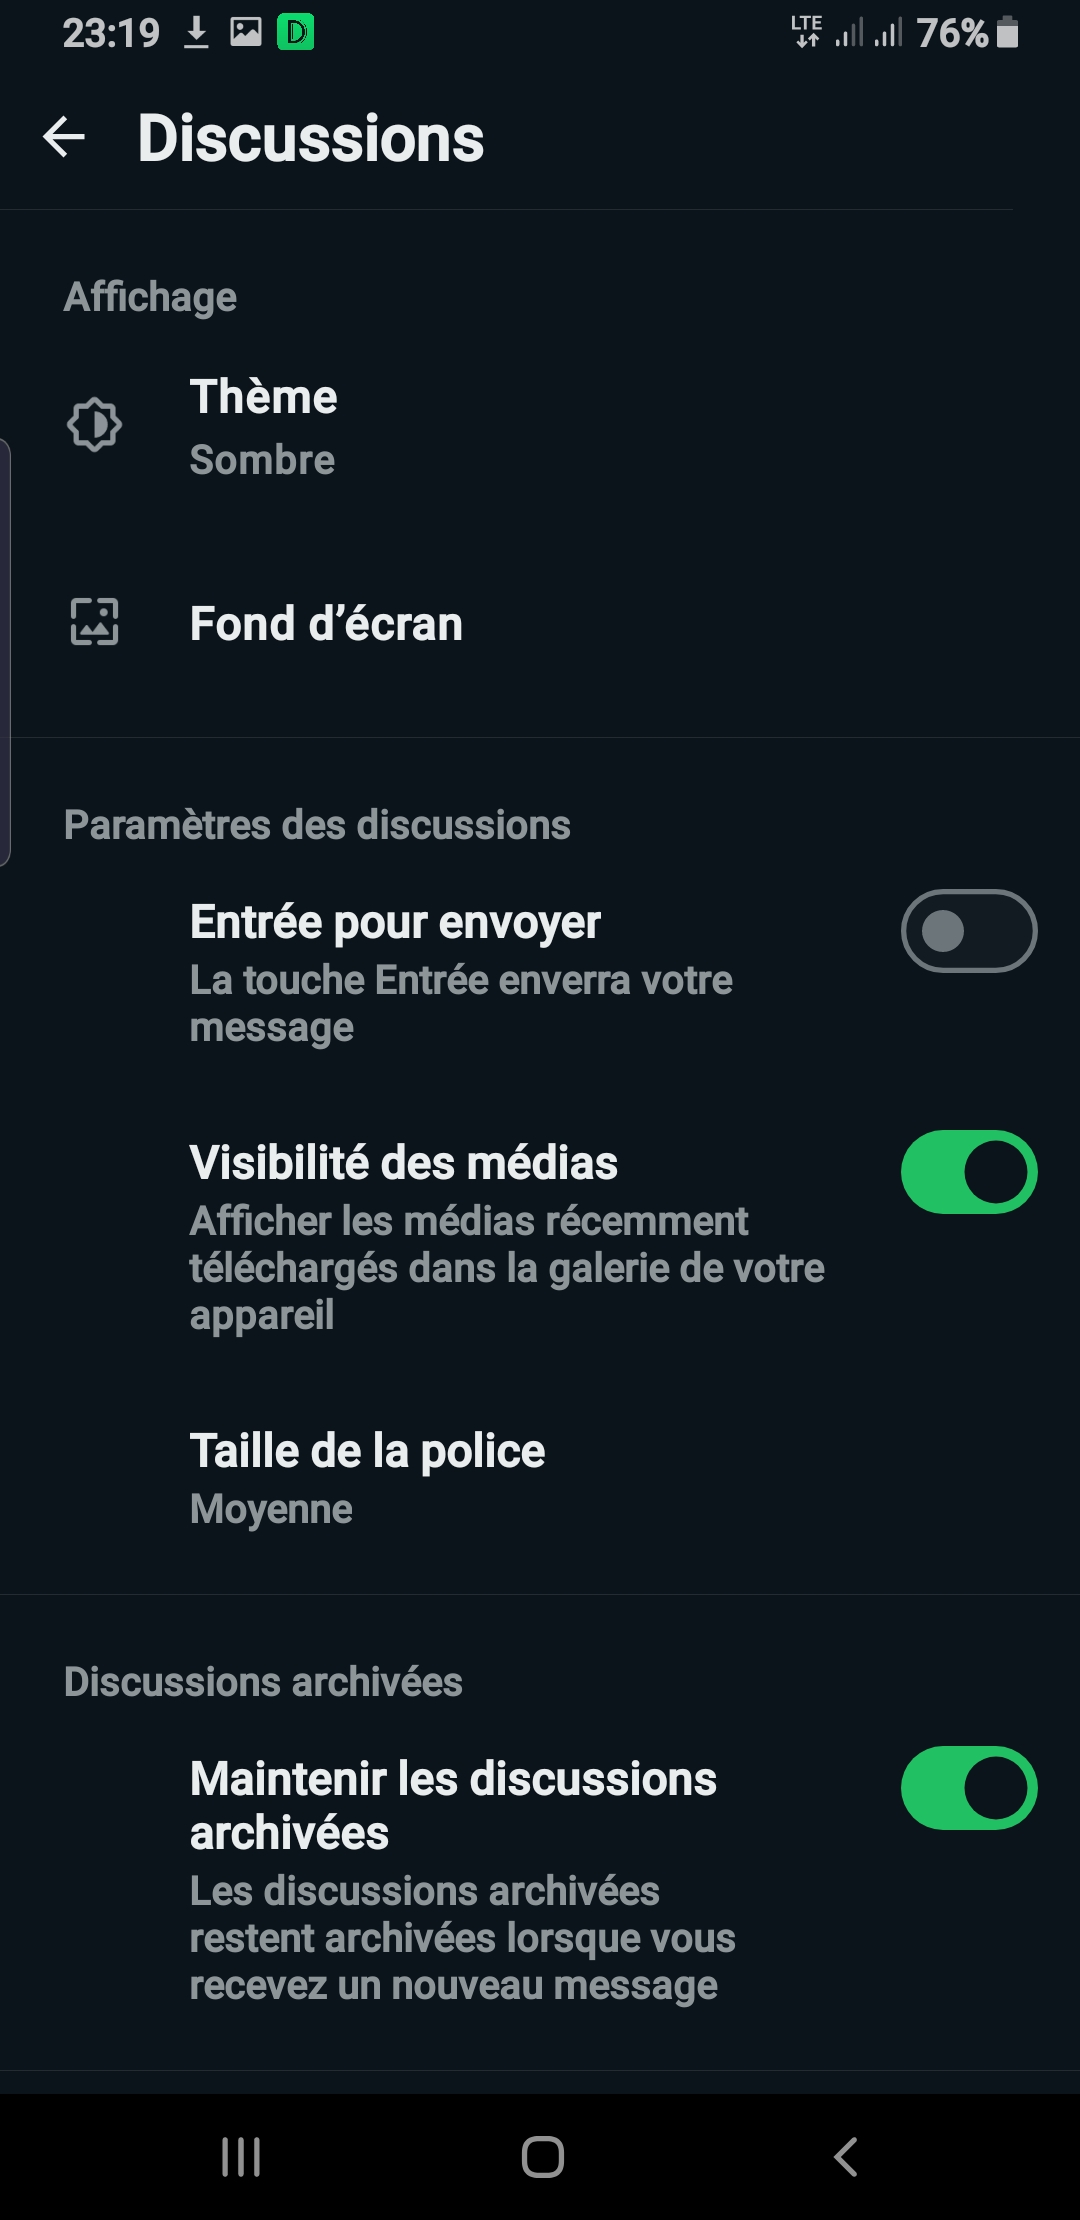 23:19
D
LTE
76%
Discussions
Affichage
Thème
Sombre
Fond d’écran
Paramètres des discussions
Entrée pour envoyer
La touche Entrée enverra votre
message
Visibilité des médias
Afficher les médias récemment
téléchargés dans la galerie de votre
appareil
Taille de la police
Moyenne
Discussions archivées
Maintenir les discussions
archivées
Les discussions archivées
restent archivées lorsque vous
recevez un nouveau message